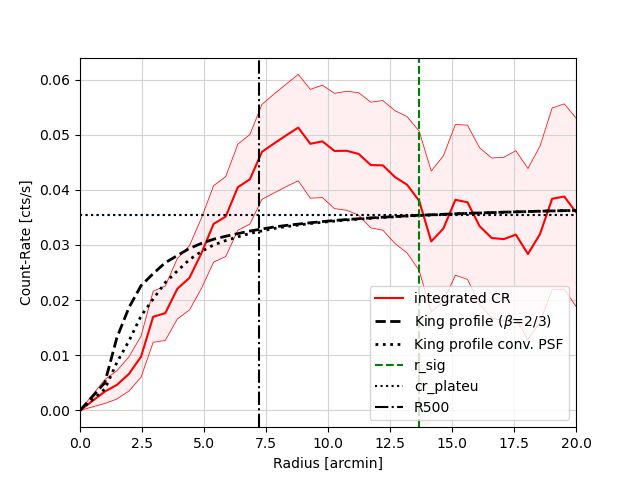 0.06
0.05
0.04
0.03
0.02
0.01
0.00
Count-Rate [cts/s]
integrated CR
King profile (β=2/3)
King profile conv. PSF
r_sig
cr_plateu
R500
0.0 2.5 5.0 7.5 10.0 12.5 15.0 17.5 20.0
Radius [arcmin]